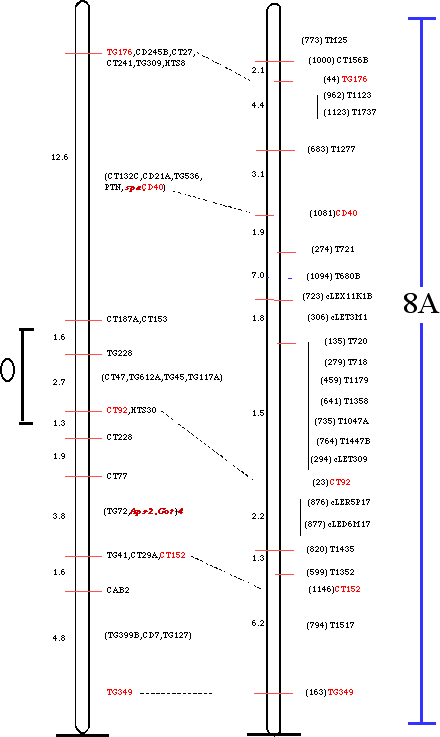 TG176,CD245B,CT27,
CT241,TG309,HTS8
12.6
(CT132C,CD21A,TG536,
PTN,spa,CD40)
CT187A,CT153
1.6
TG228
(CT47,TG612A,TG45,TG117A)
2.7
CT92,HTS30
1.3
CT228
1.9
CT77
(TG72,Aps2,Got)4
3.8
TG41,CT29A,CT152
1.6
CAB2
(TG399B,CD7,TG127)
4.8
TG349
(773) TM25
(1000) CT156B
2.1
(44) TG176
(962) T1123
4.4
(1123) T1737
(683) T1277
3.1
(1081)CD40
1.9
(274) T721
7.0
(1094) T680B
(723) cLEX11K1B
1.8
(306) cLET3M1
(135) T720
(279) T718
(459) T1179
(641) T1358
1.5
(735) T1047A
(764) T1447B
(294) cLET309
(23) CT92
(876) cLER5P17
2.2
(877) cLED6M17
(820) T1435
1.3
(599) T1352
(1146)CT152
6.2
(794) T1517
(163) TG349
8A